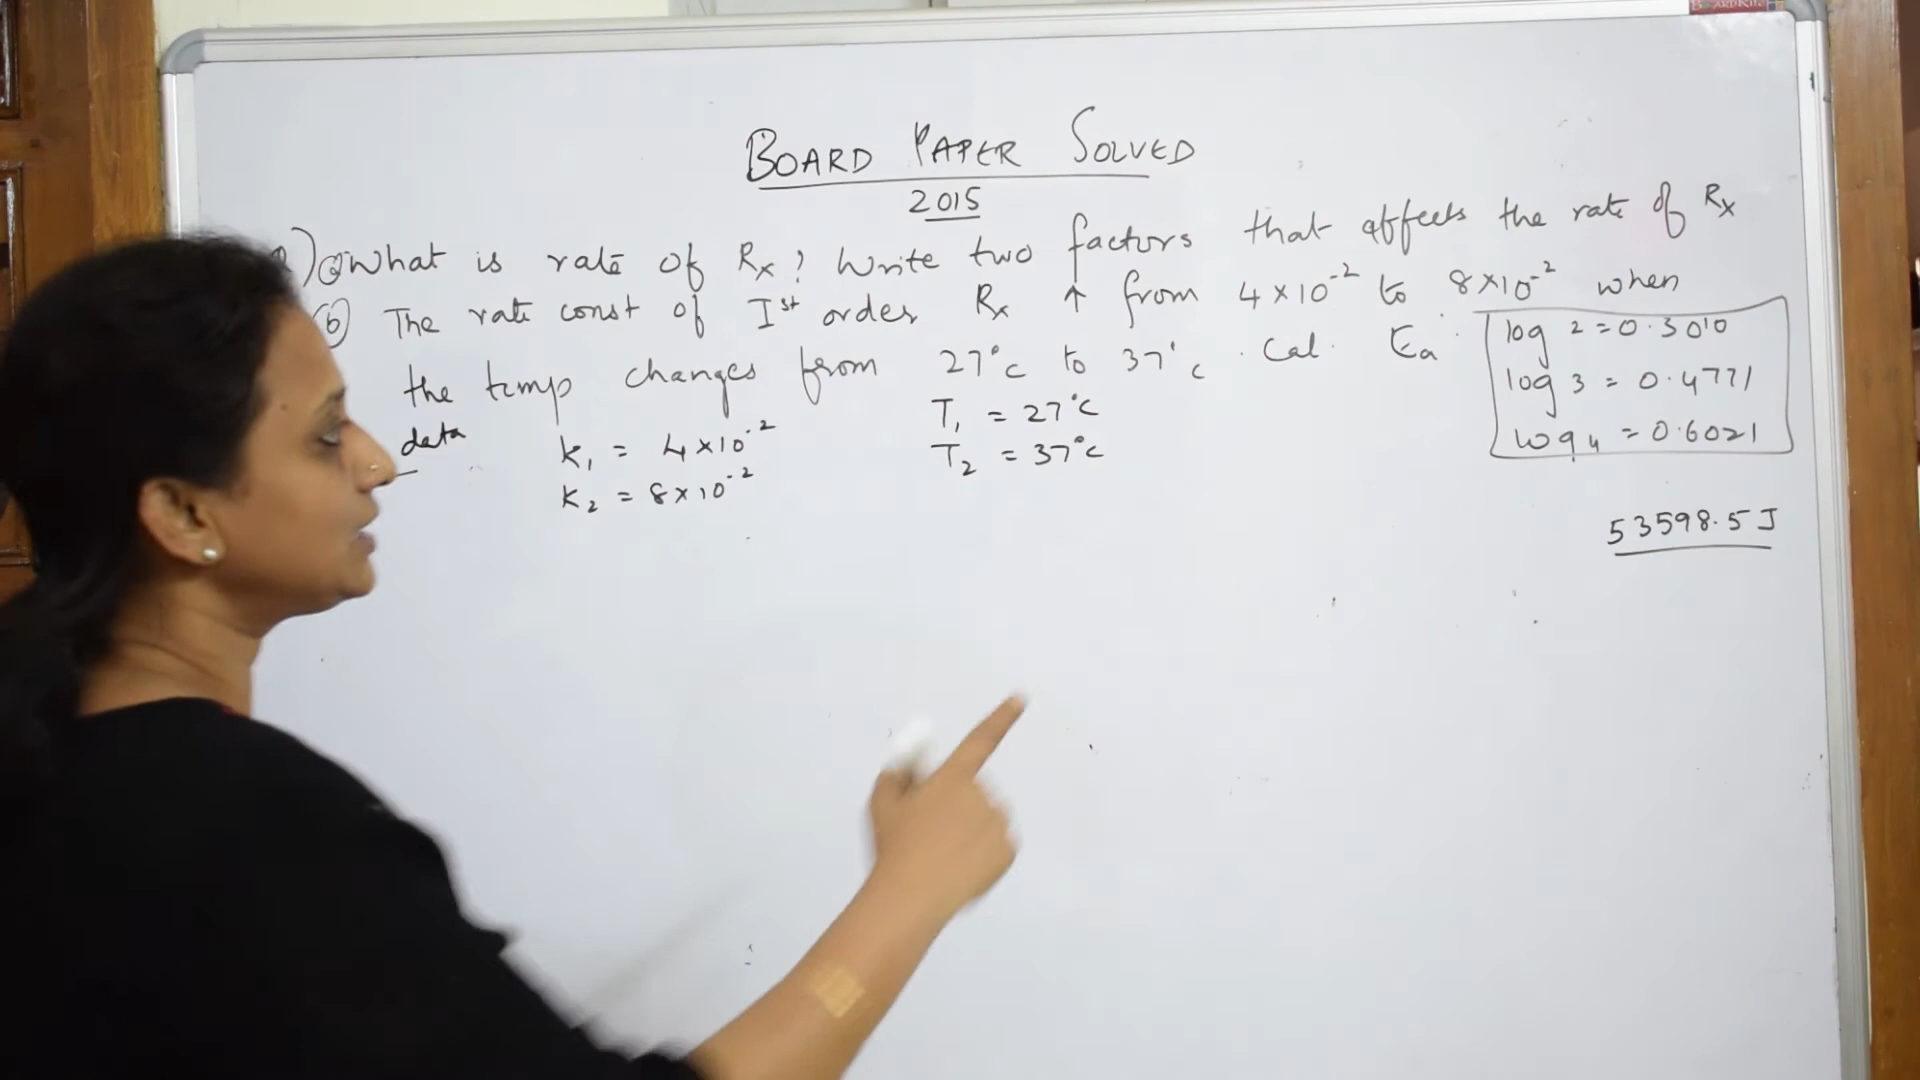 BOARD PAPER SOLVED
2015
) ⓐ What is rate of Rx? Write two factors that affects the rate of Rx
ⓑ The rate const of Ist order Rx ↑ from 4×10⁻² to 8×10⁻² when
the temp changes from 27°C to 37°C. Cal. Ea.
log 2 = 0.3010
log 3 = 0.4771
log 4 = 0.6021
data
k₁ = 4×10⁻² T₁ = 27°C
k₂ = 8×10⁻² T₂ = 37°C
53598.5 J